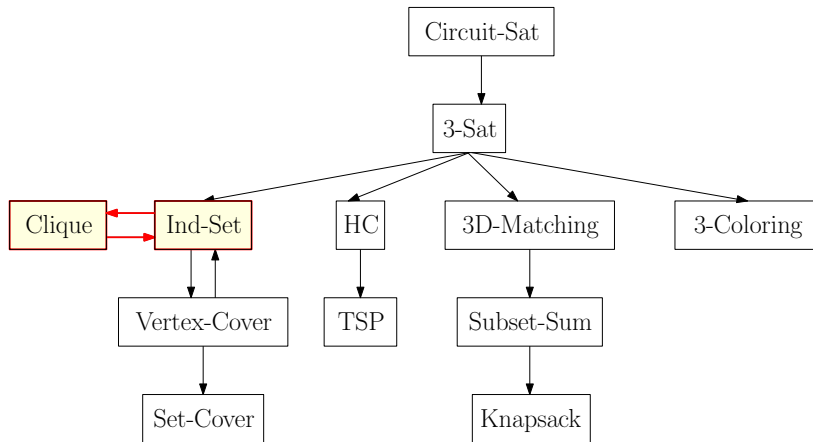 Circuit-Sat
3-Sat
Clique
Ind-Set
HC
3D-Matching
3-Coloring
Vertex-Cover
TSP
Subset-Sum
Set-Cover
Knapsack